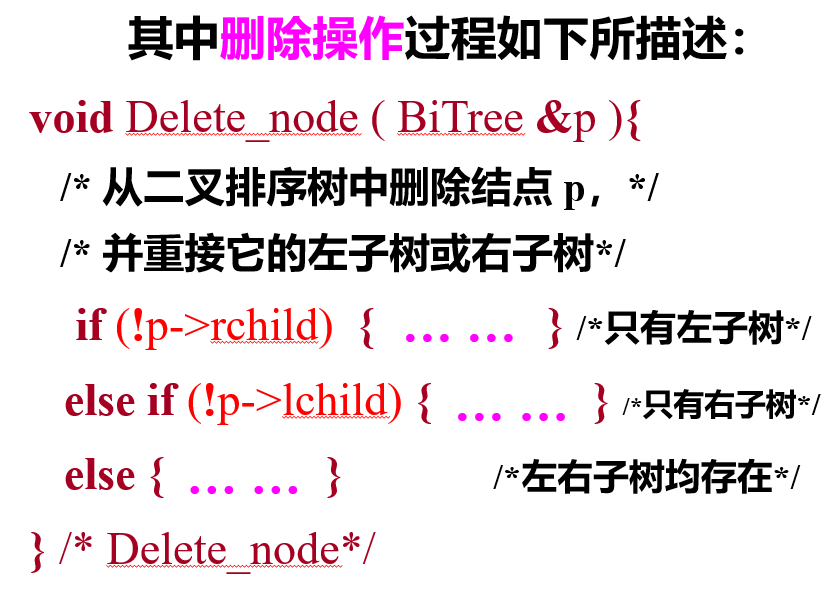 其中删除操作过程如下所描述：
void Delete_node ( BiTree &p ){
/* 从二叉排序树中删除结点 p，*/
/* 并重接它的左子树或右子树*/
if (!p->rchild) { … … } /*只有左子树*/
else if (!p->lchild) { … … } /*只有右子树*/
else { … … } /*左右子树均存在*/
} /* Delete_node*/